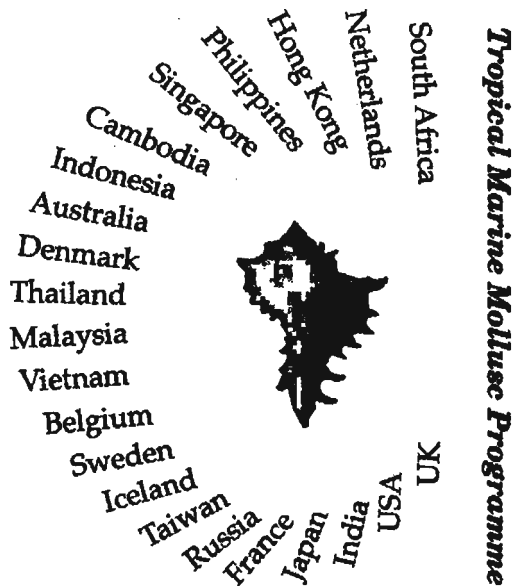 South Africa
Netherlands
Hong Kong
Philippines
Singapore
Cambodia
Indonesia
Australia
Denmark
Thailand
Malaysia
Vietnam
Belgium
Sweden
Iceland
Taiwan
Russia
France
Japan
India
USA
UK
Tropical Marine Mollusc Programme